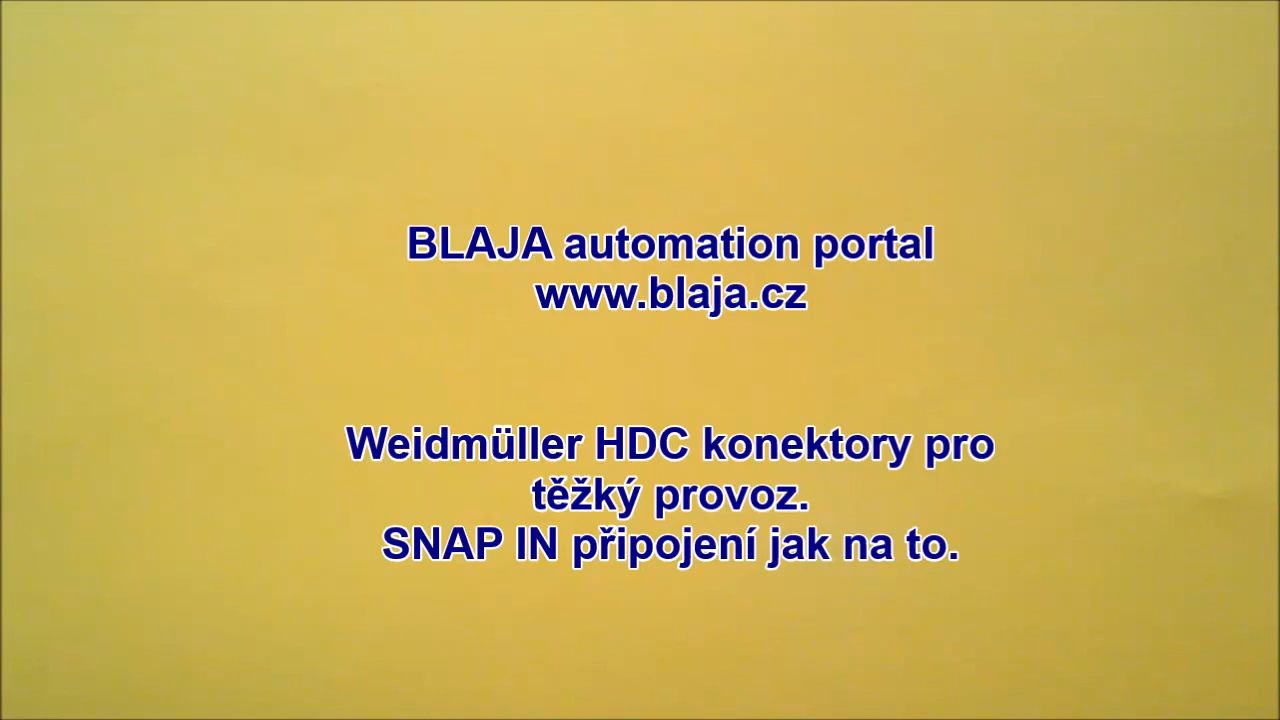 BLAJA automation portal
www.blaja.cz
Weidmüller HDC konektory pro
těžký provoz.
SNAP IN připojení jak na to.